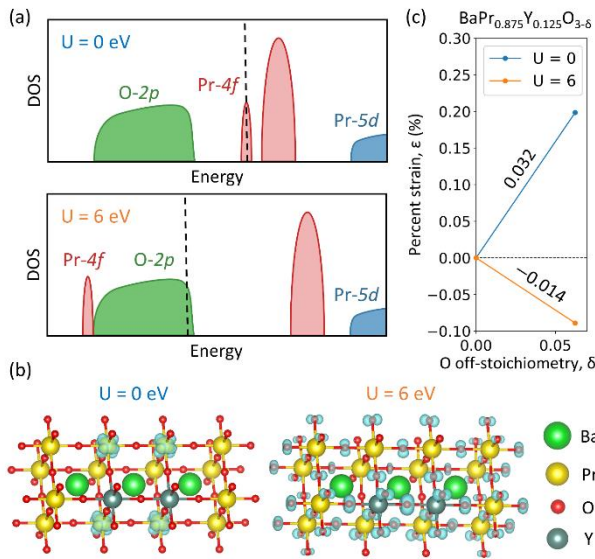 (a)
U = 0 eV
Pr-4f
O-2p
Pr-5d
DOS
Energy
U = 6 eV
Pr-4f
O-2p
Pr-5d
DOS
Energy
(c)
BaPr0.875Y0.125O3-δ
U = 0
U = 6
0.30
0.25
0.20
0.15
0.10
0.05
0.00
−0.05
−0.10
Percent strain, ε (%)
0.032
−0.014
0.00
0.05
O off-stoichiometry, δ
(b)
U = 0 eV
U = 6 eV
Ba
Pr
O
Y